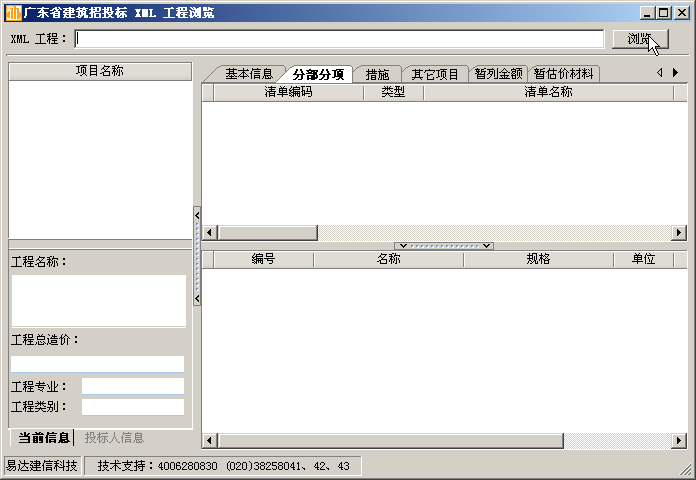 广东省建筑招投标 XML 工程浏览
XML 工程： 浏览
项目名称
基本信息 分部分项 措施 其它项目 暂列金额 暂估价材料
清单编码 类型 清单名称
编号 名称 规格 单位
工程名称：
工程总造价：
工程专业：
工程类别：
当前信息 投标人信息
易达建信科技 技术支持：4006280830 (020)38258041、42、43